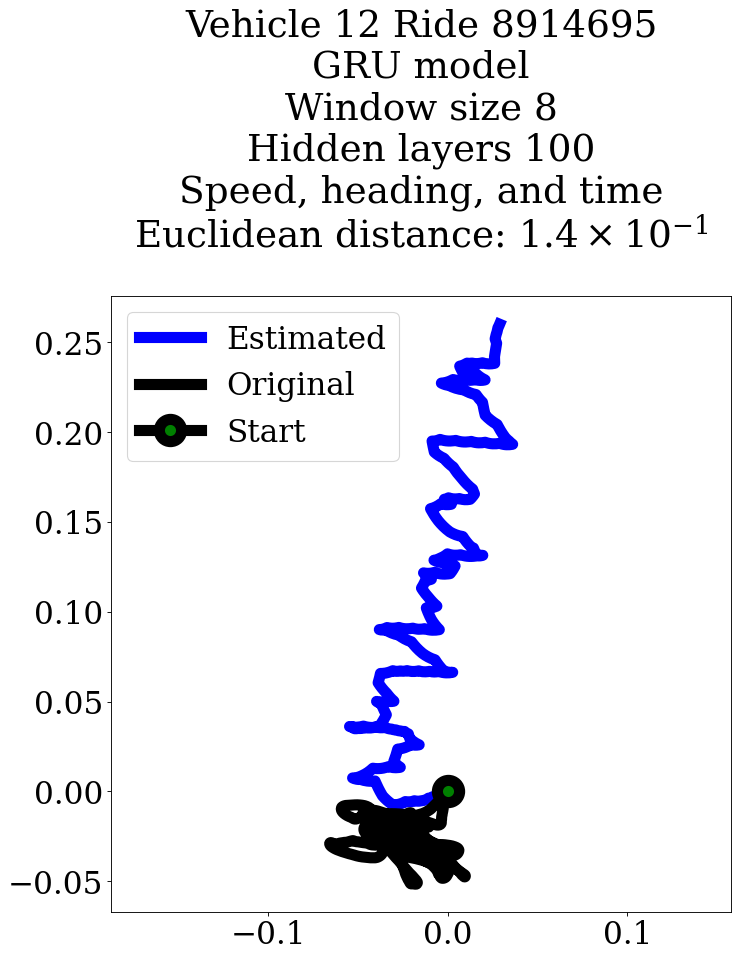 Vehicle 12 Ride 8914695
GRU model
Window size 8
Hidden layers 100
Speed, heading, and time
Euclidean distance: 1.4 × 10⁻¹
Estimated
Original
Start
0.25
0.20
0.15
0.10
0.05
0.00
−0.05
−0.1
0.0
0.1